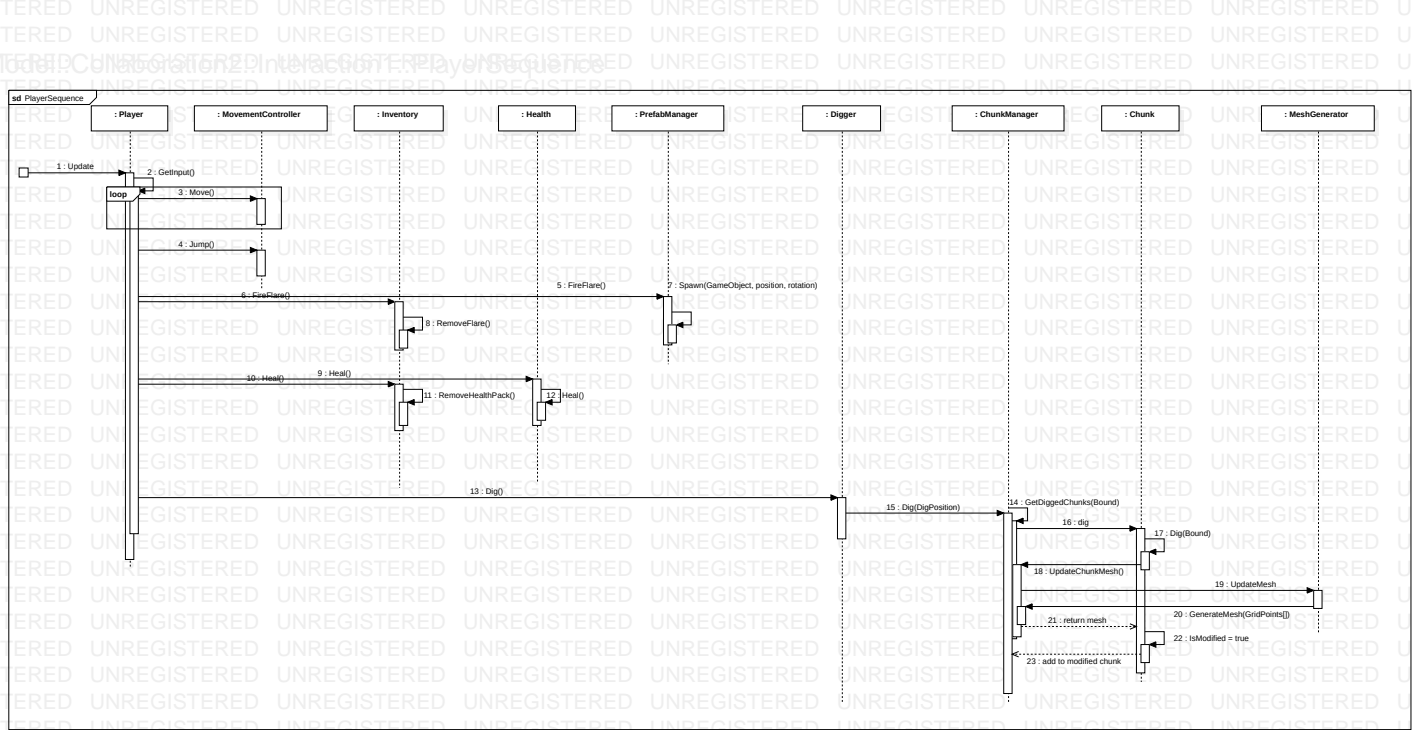 UNREGISTERED
Collaboration2::Interaction1::PlayerSequence
sd PlayerSequence
: Player
: MovementController
: Inventory
: Health
: PrefabManager
: Digger
: ChunkManager
: Chunk
: MeshGenerator
1 : Update
2 : GetInput()
loop
3 : Move()
4 : Jump()
5 : FireFlare()
7 : Spawn(GameObject, position, rotation)
6 : FireFlare()
8 : RemoveFlare()
9 : Heal()
10 : Heal()
11 : RemoveHealthPack()
12 : Heal()
13 : Dig()
14 : GetDiggedChunks(Bound)
15 : Dig(DigPosition)
16 : dig
17 : Dig(Bound)
18 : UpdateChunkMesh()
19 : UpdateMesh
20 : GenerateMesh(GridPoints[])
21 : return mesh
22 : IsModified = true
23 : add to modified chunk